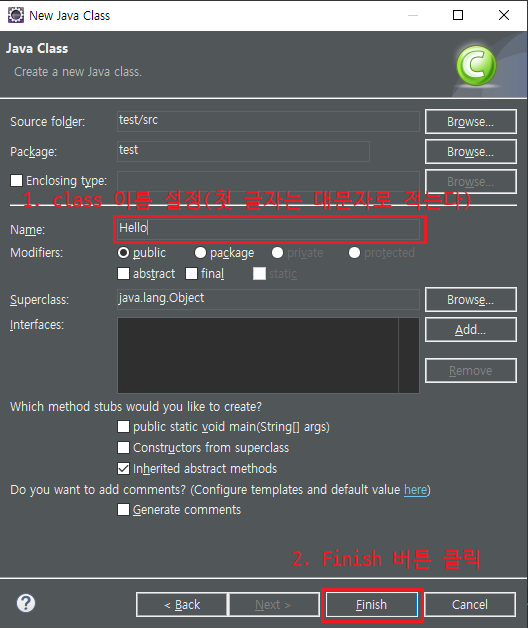 New Java Class
Java Class
Create a new Java class.
Source folder: test/src Browse...
Package: test Browse...
Enclosing type: Browse...
1. class 이름 설정(첫 글자는 대문자로 적는다)
Name: Hello
Modifiers: public package private protected
abstract final static
Superclass: java.lang.Object Browse...
Interfaces: Add...
Remove
Which method stubs would you like to create?
public static void main(String[] args)
Constructors from superclass
Inherited abstract methods
Do you want to add comments? (Configure templates and default value here)
Generate comments
2. Finish 버튼 클릭
? < Back Next > Finish Cancel